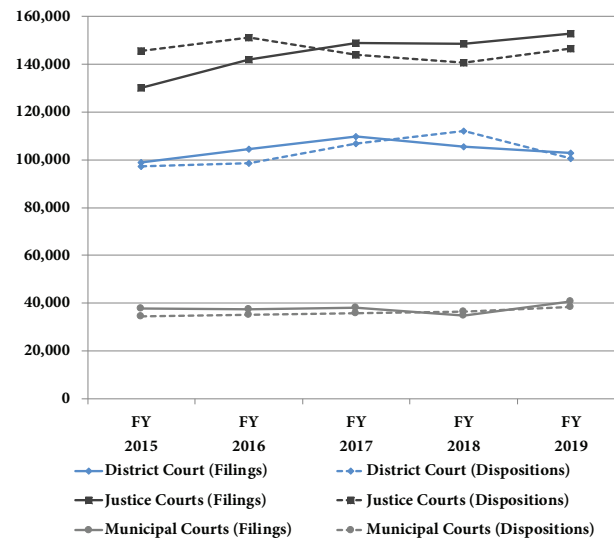 160,000
140,000
120,000
100,000
80,000
60,000
40,000
20,000
0
FY FY FY FY FY
2015 2016 2017 2018 2019
District Court (Filings) District Court (Dispositions)
Justice Courts (Filings) Justice Courts (Dispositions)
Municipal Courts (Filings) Municipal Courts (Dispositions)